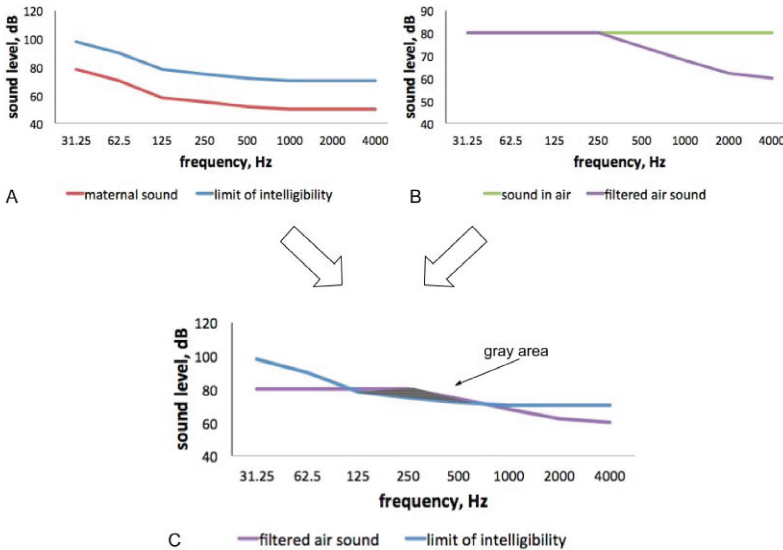 120
100
80
60
40
sound level, dB
31.25 62.5 125 250 500 1000 2000 4000
frequency, Hz
A
maternal sound limit of intelligibility
90
80
70
60
50
40
sound level, dB
31.25 62.5 125 250 500 1000 2000 4000
frequency, Hz
B
sound in air filtered air sound
120
100
80
60
40
sound level, dB
gray area
31.25 62.5 125 250 500 1000 2000 4000
frequency, Hz
C
filtered air sound limit of intelligibility